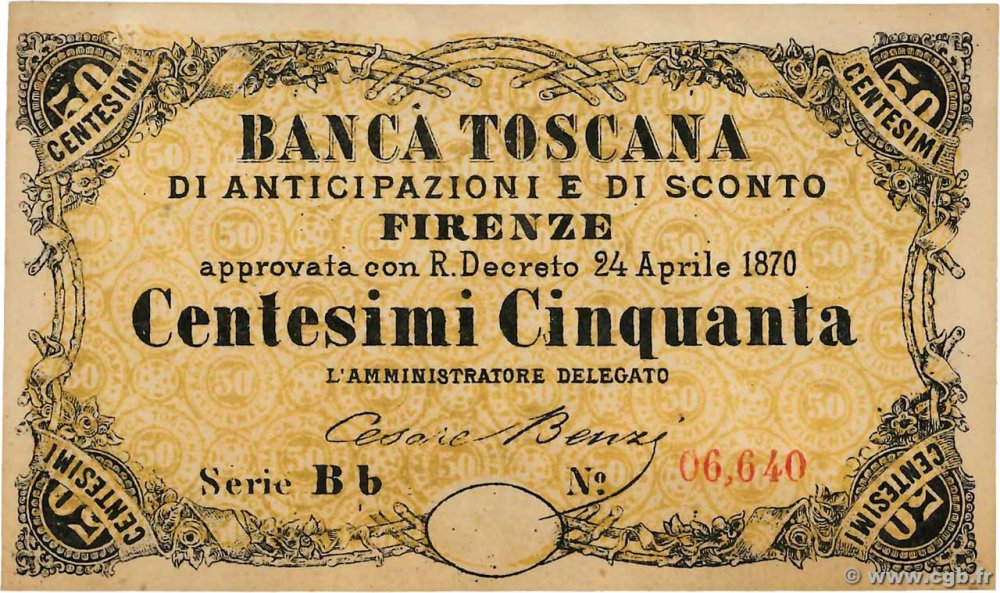 50 CENTESIMI
50 CENTESIMI
BANCA TOSCANA
DI ANTICIPAZIONI E DI SCONTO
FIRENZE
approvata con R. Decreto 24 Aprile 1870
Centesimi Cinquanta
L'AMMINISTRATORE DELEGATO
Cesare Benzi
Serie B b Nº 06,640
50 CENTESIMI
50 CENTESIMI
© www.cgb.fr